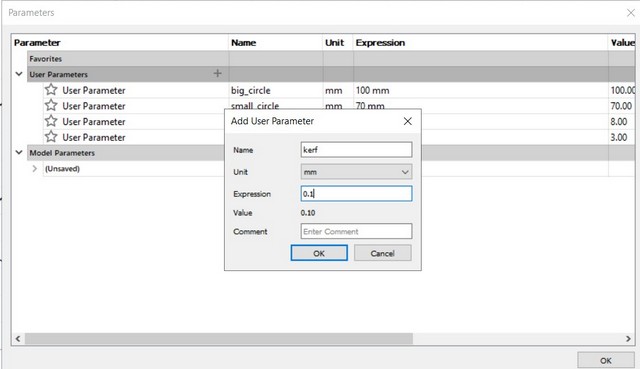 Parameters
Parameter Name Unit Expression Value
Favorites
User Parameters +
User Parameter big_circle mm 100 mm 100.00
User Parameter small_circle mm 70 mm 70.00
User Parameter 8.00
User Parameter 3.00
Model Parameters
(Unsaved)
Add User Parameter
Name kerf
Unit mm
Expression 0.1
Value 0.10
Comment Enter Comment
OK Cancel
OK